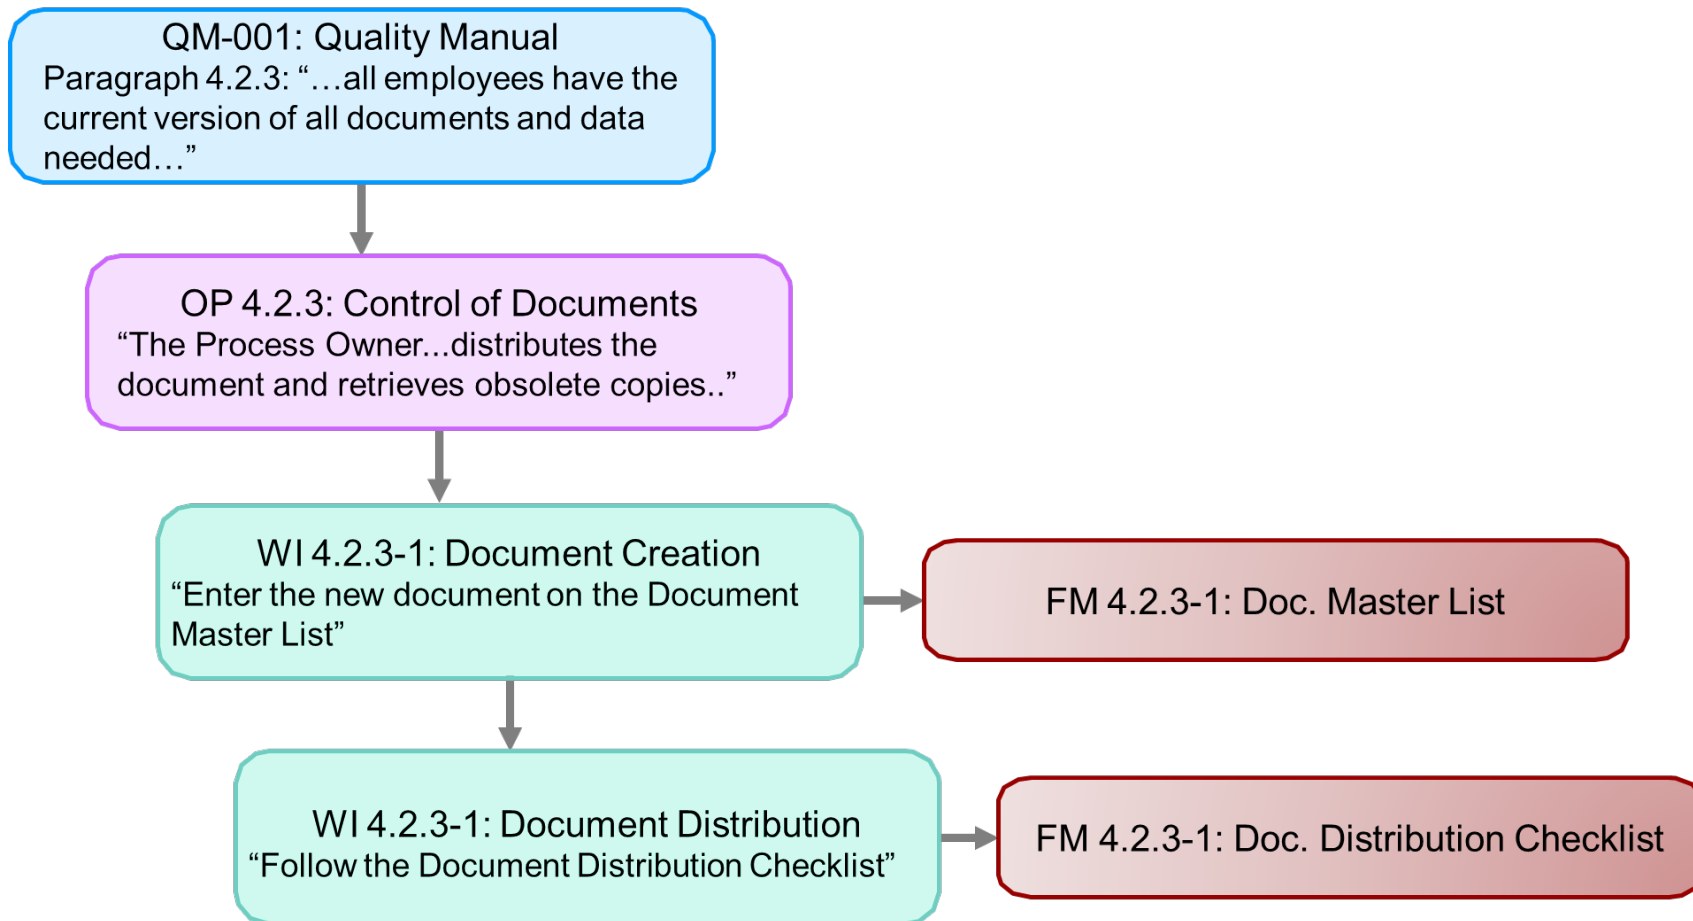 QM-001: Quality Manual
Paragraph 4.2.3: “…all employees have the
current version of all documents and data
needed…”
OP 4.2.3: Control of Documents
“The Process Owner...distributes the
document and retrieves obsolete copies..”
WI 4.2.3-1: Document Creation
“Enter the new document on the Document
Master List”
FM 4.2.3-1: Doc. Master List
WI 4.2.3-1: Document Distribution
“Follow the Document Distribution Checklist”
FM 4.2.3-1: Doc. Distribution Checklist